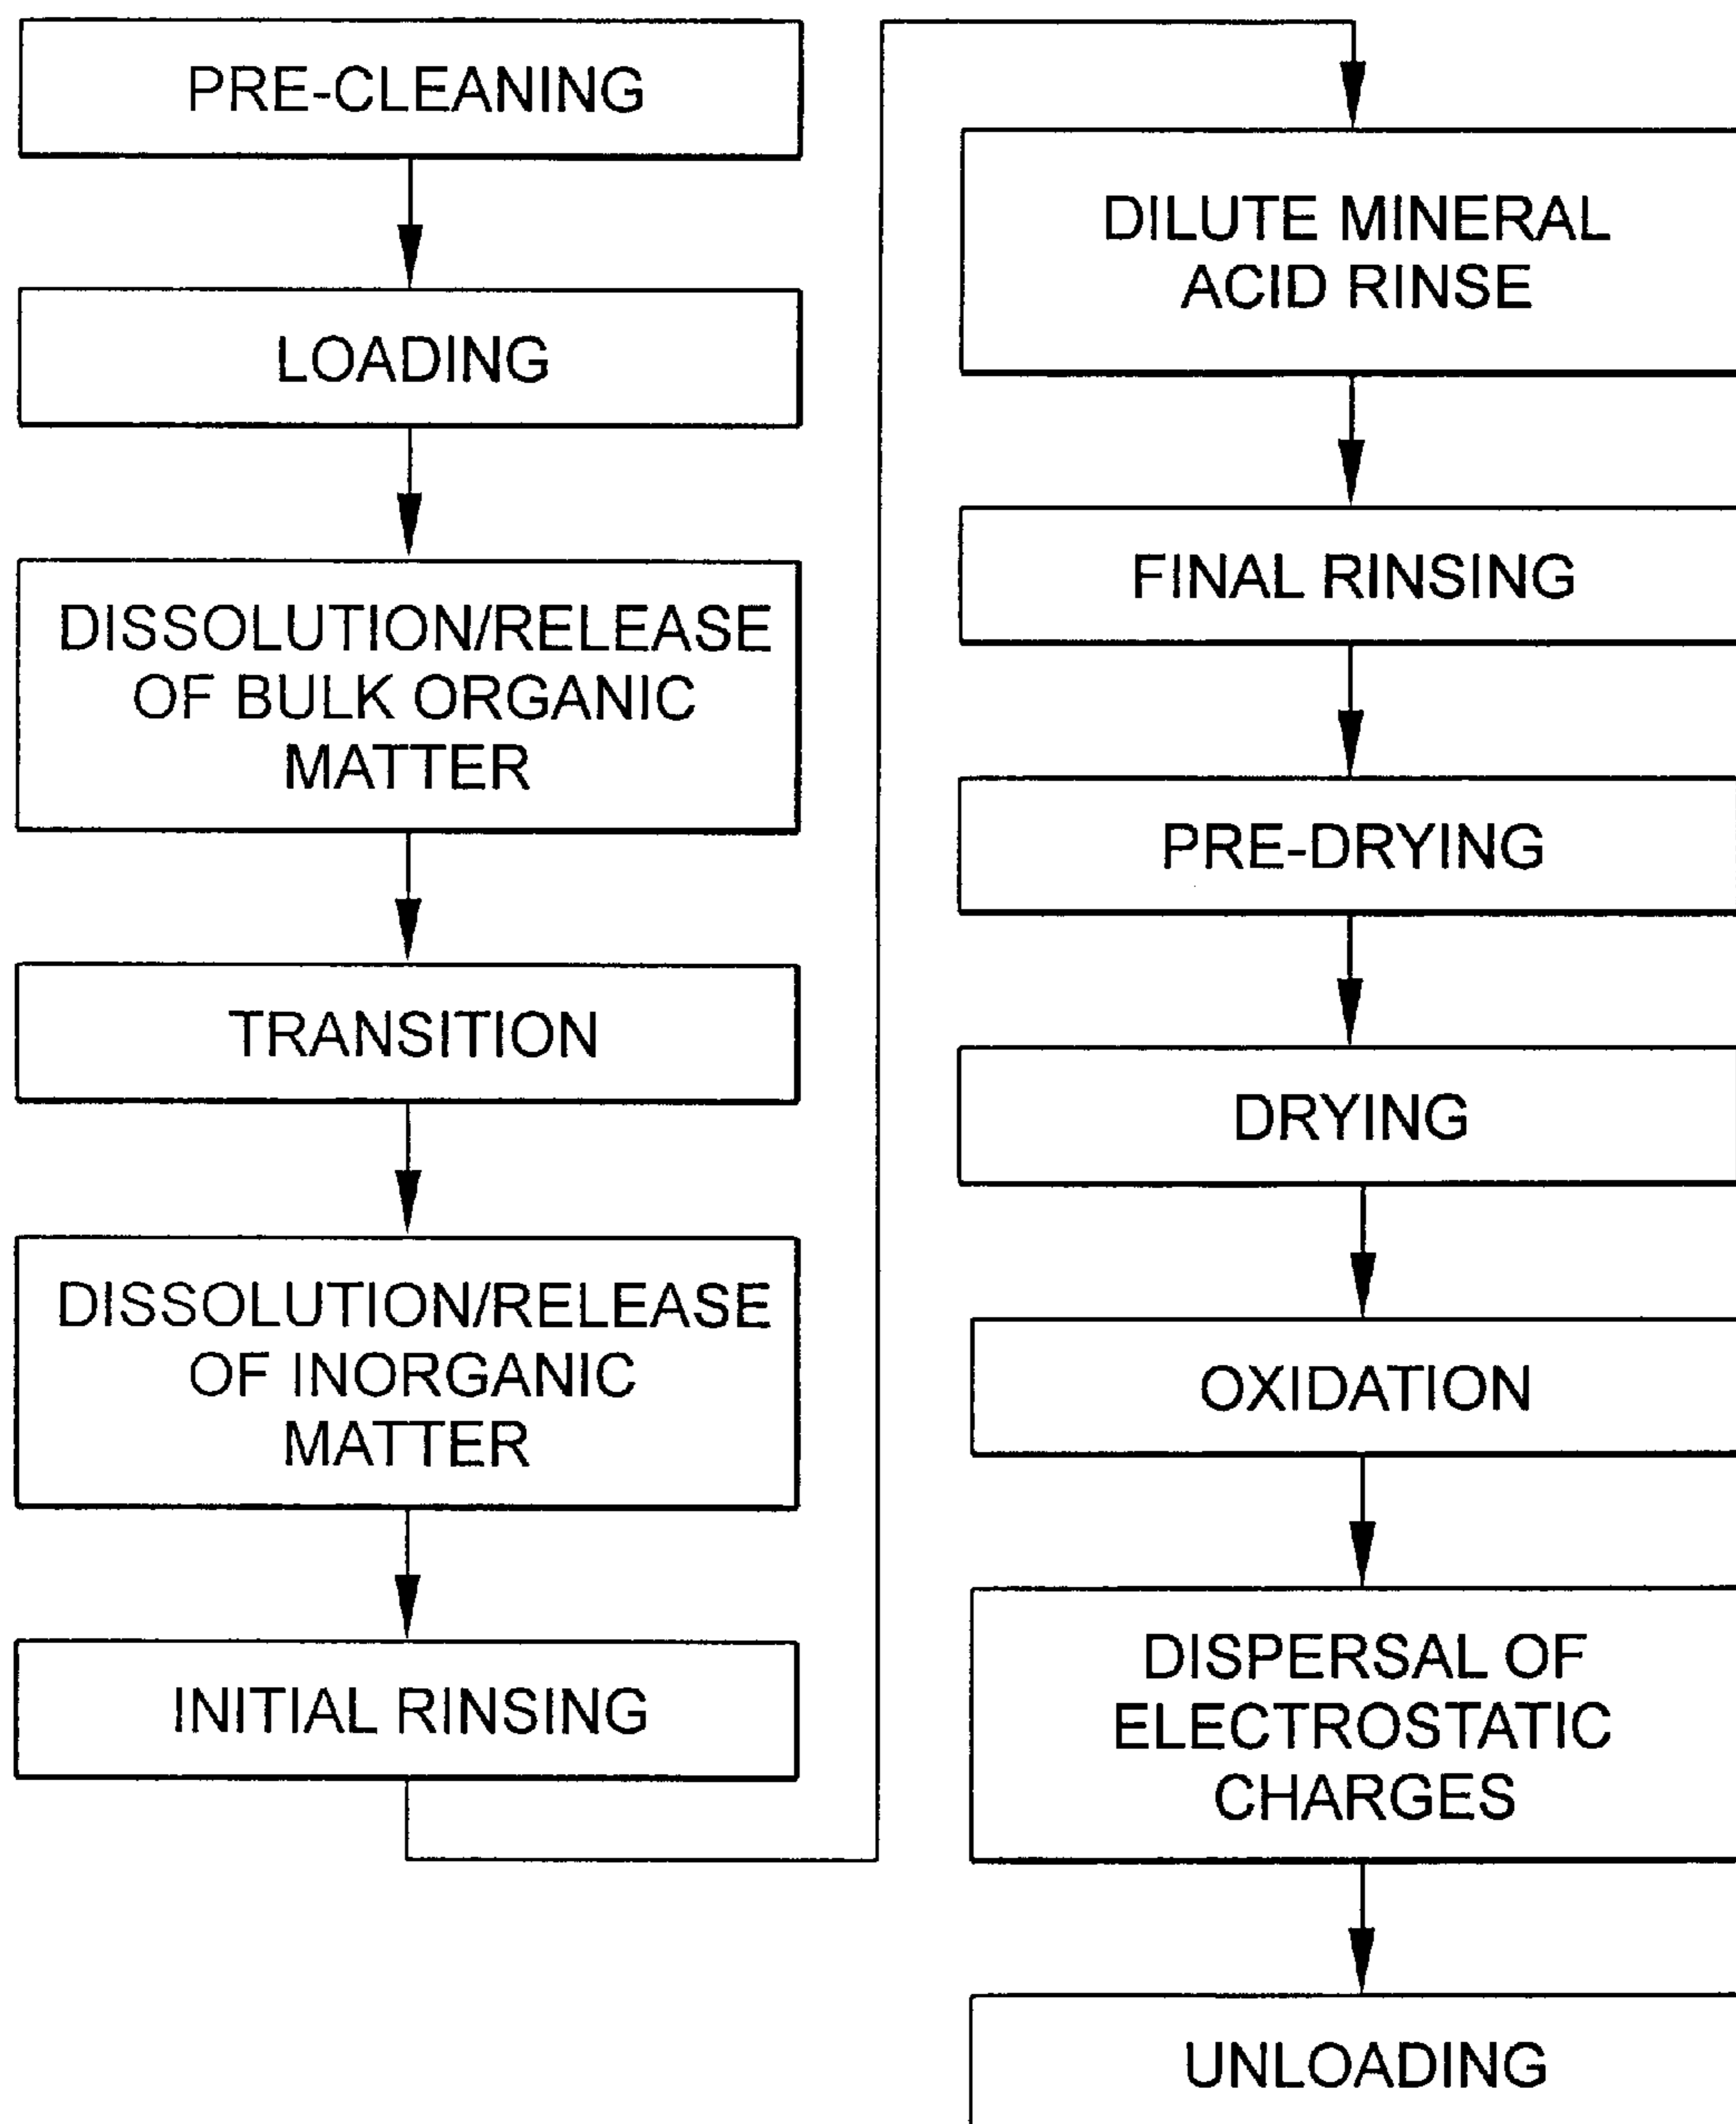 PRE-CLEANING
LOADING
DISSOLUTION/RELEASE
OF BULK ORGANIC
MATTER
TRANSITION
DISSOLUTION/RELEASE
OF INORGANIC
MATTER
INITIAL RINSING
DILUTE MINERAL
ACID RINSE
FINAL RINSING
PRE-DRYING
DRYING
OXIDATION
DISPERSAL OF
ELECTROSTATIC
CHARGES
UNLOADING